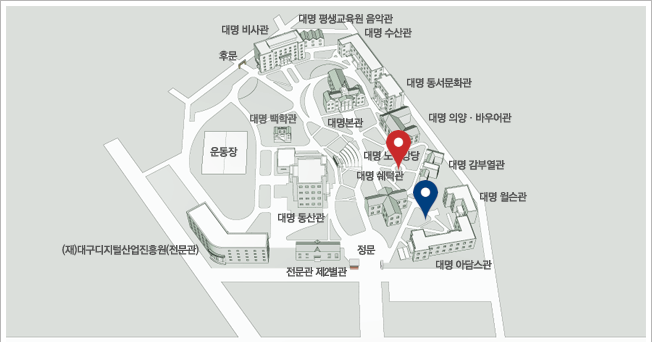 대명 평생교육원 음악관
대명 비사관
대명 수산관
후문
대명 동서문화관
대명 백학관
대명본관
대명 의양 · 바우어관
운동장
대명 노 강당
대명 감부열관
대명 쉐턱관
대명 월슨관
대명 동산관
(재)대구디지털산업진흥원(전문관)
정문
전문관 제2별관
대명 아담스관